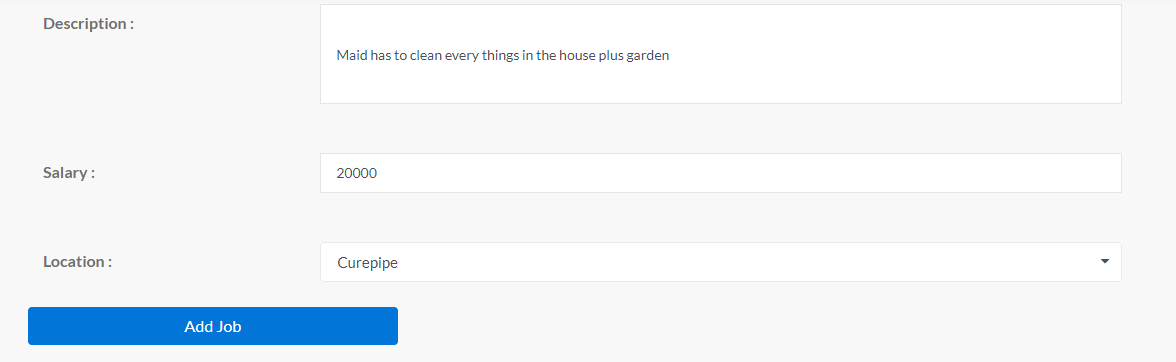 Description :
Maid has to clean every things in the house plus garden
Salary :
20000
Location :
Curepipe
Add Job